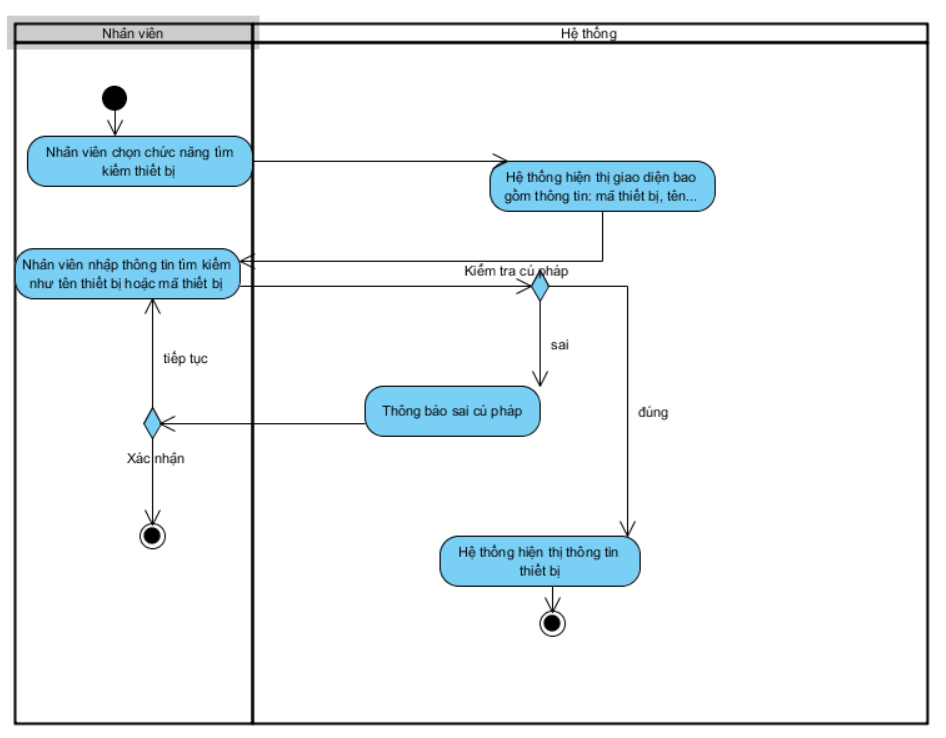 Nhân viên
Hệ thống
Nhân viên chọn chức năng tìm
kiếm thiết bị
Hệ thống hiện thị giao diện bao
gồm thông tin: mã thiết bị, tên...
Nhân viên nhập thông tin tìm kiếm
như tên thiết bị hoặc mã thiết bị
Kiểm tra cú pháp
sai
tiếp tục
Thông báo sai cú pháp
đúng
Xác nhận
Hệ thống hiện thị thông tin
thiết bị